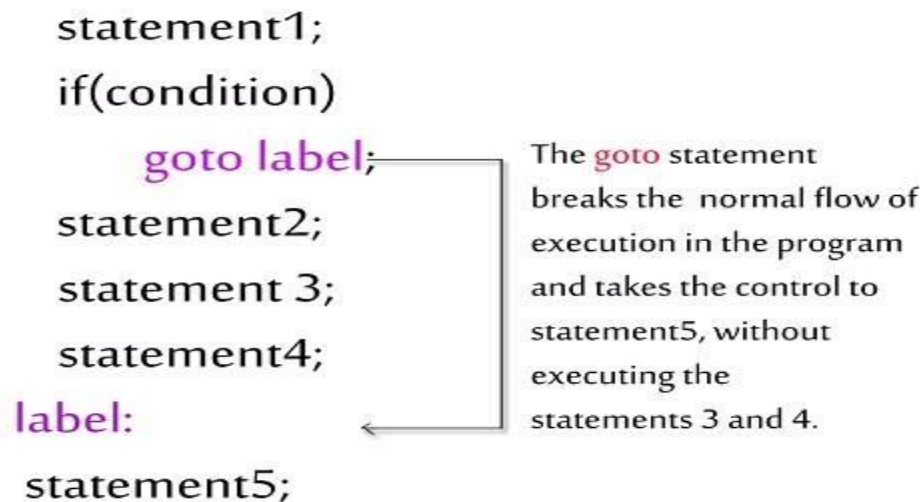 statement1;
if(condition)
goto label;
statement2;
statement 3;
statement4;
label:
statement5;
The goto statement
breaks the normal flow of
execution in the program
and takes the control to
statement5, without
executing the
statements 3 and 4.